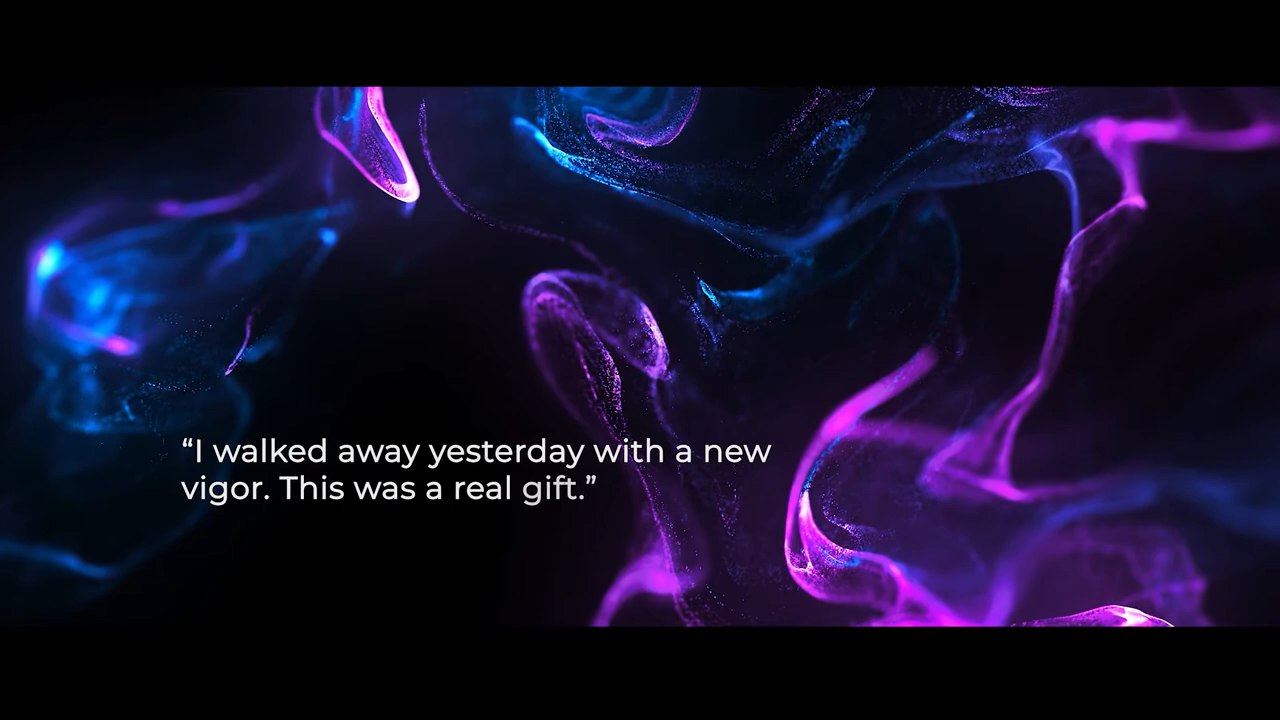 “I walked away yesterday with a new
vigor. This was a real gift.”